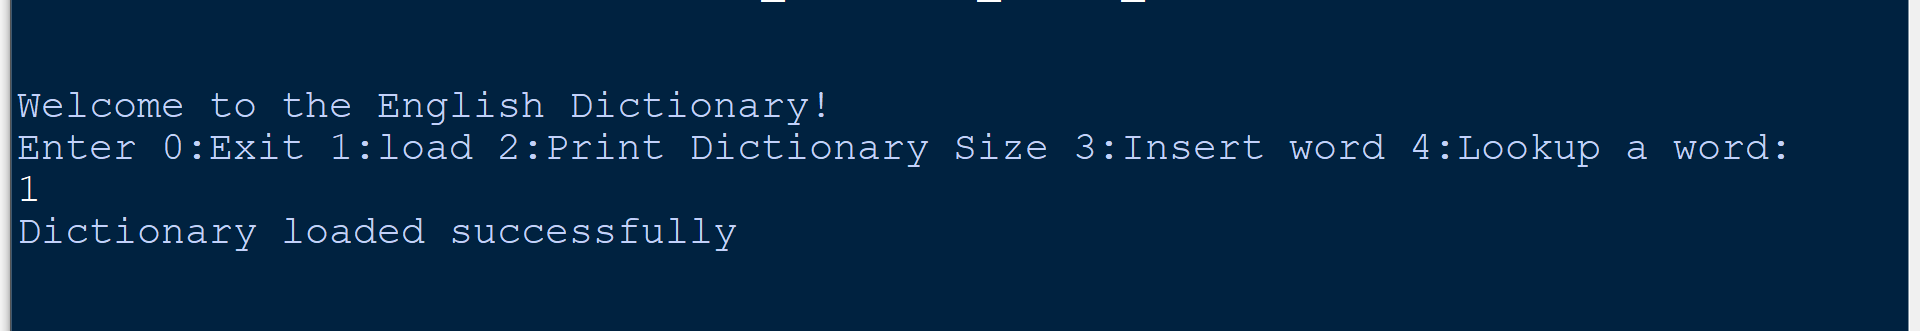 Welcome to the English Dictionary!
Enter 0:Exit 1:load 2:Print Dictionary Size 3:Insert word 4:Lookup a word:
1
Dictionary loaded successfully